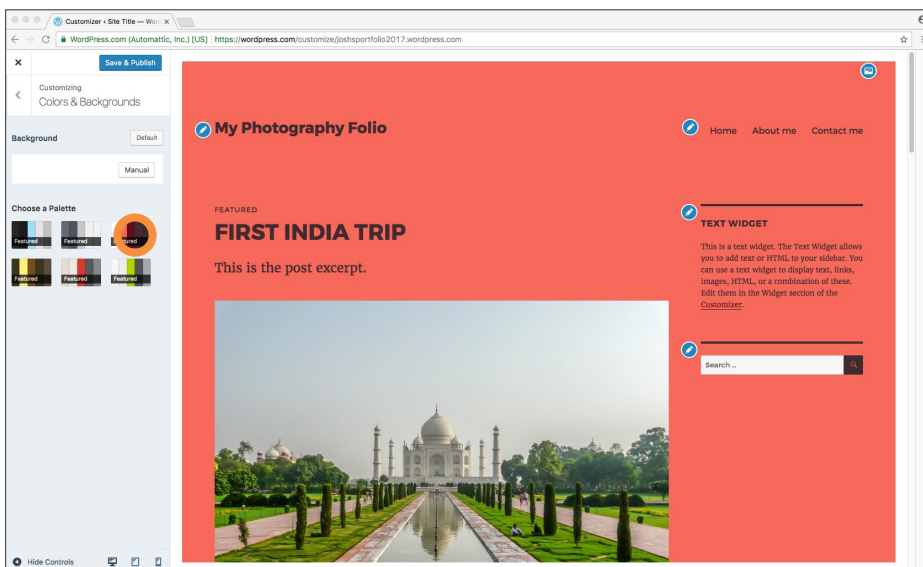 Customizer ‹ Site Title — Word
WordPress.com (Automattic, Inc.) [US] https://wordpress.com/customize/joshsportfolio2017.wordpress.com
Save & Publish
Customizing
Colors & Backgrounds
Background
Default
Manual
Choose a Palette
Featured
Featured
Featured
Featured
Featured
Featured
Hide Controls
My Photography Folio
Home About me Contact me
FEATURED
FIRST INDIA TRIP
This is the post excerpt.
TEXT WIDGET
This is a text widget. The Text Widget allows
you to add text or HTML to your sidebar. You
can use a text widget to display text, links,
images, HTML, or a combination of these.
Edit them in the Widget section of the
Customizer.
Search …